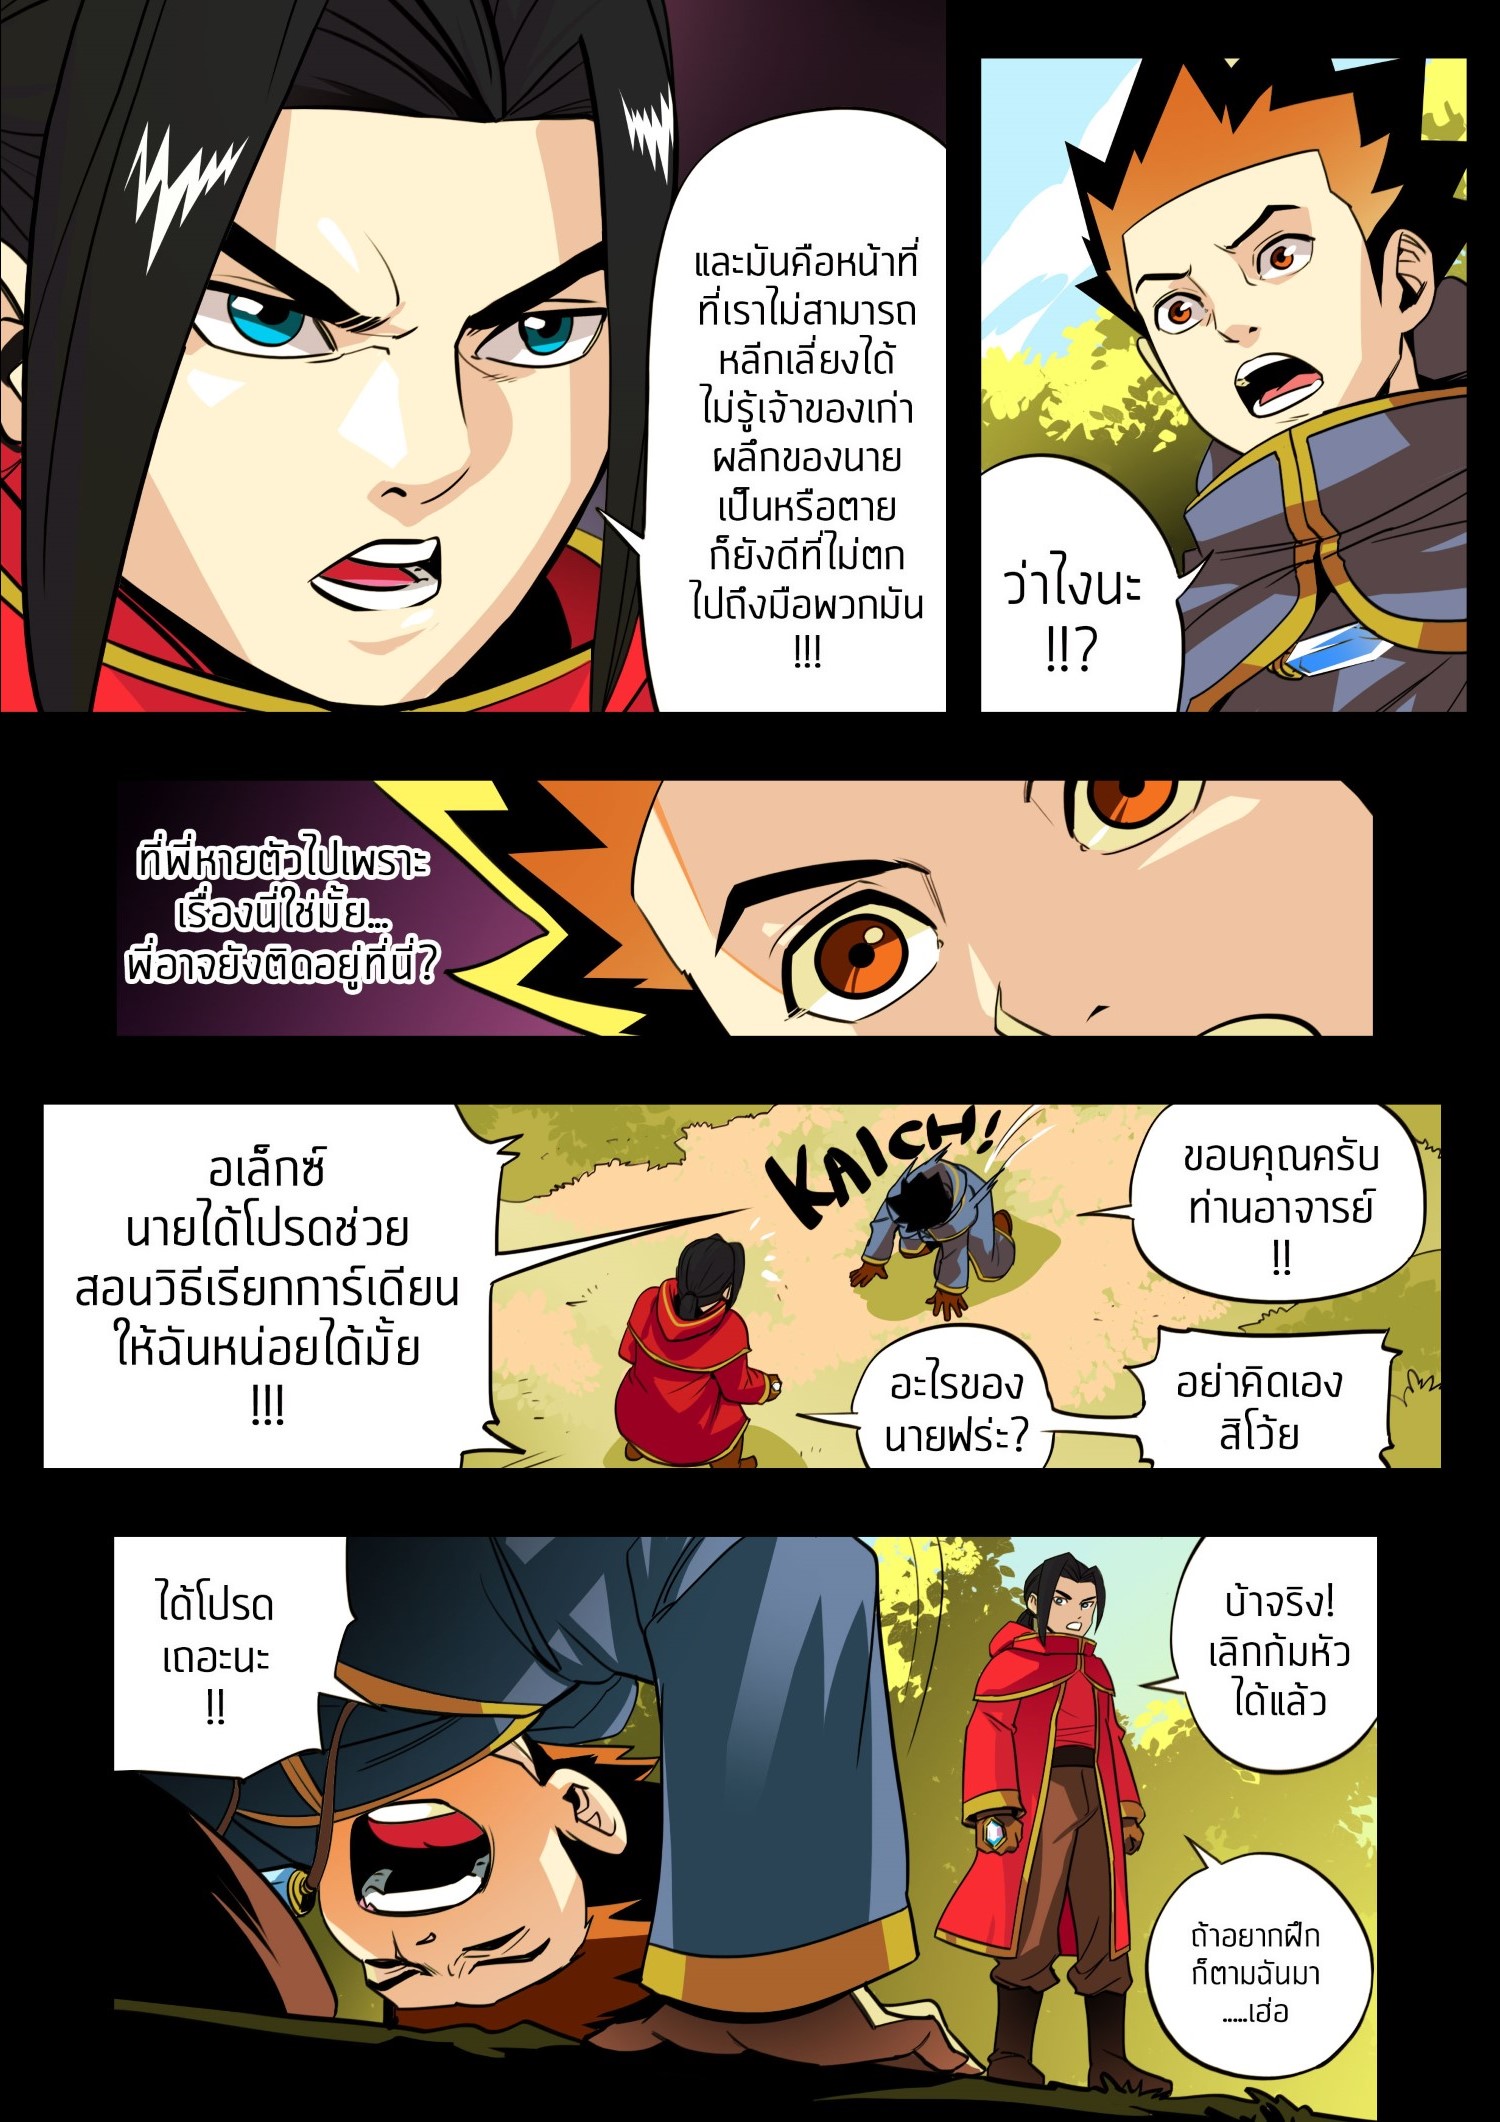 และมันคือหน้าที่
ที่เราไม่สามารถ
หลีกเลี่ยงได้
ไม่รู้เจ้าของเก่า
ผลึกของนาย
เป็นหรือตาย
ก็ยังดีที่ไม่ตก
ไปถึงมือพวกมัน
!!!
ว่าไงนะ
!!?
ที่พี่หายตัวไปเพราะ
เรื่องนี่ใช่มั้ย...
พี่อาจยังติดอยู่ที่นี่?
อเล็กซ์
นายได้โปรดช่วย
สอนวิธีเรียกการ์เดียน
ให้ฉันหน่อยได้มั้ย
!!!
KAICH!
ขอบคุณครับ
ท่านอาจารย์
!!
อะไรของ
นายฟร่ะ?
อย่าคิดเอง
สิโว้ย
ได้โปรด
เถอะนะ
!!
บ้าจริง!
เลิกก้มหัว
ได้แล้ว
ถ้าอยากฝึก
ก็ตามฉันมา
.....เฮ่อ